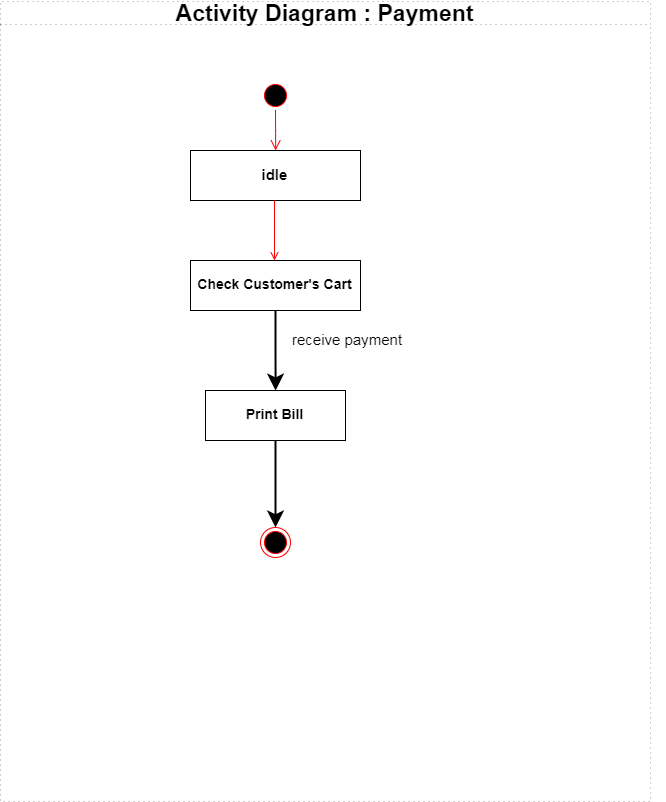 Activity Diagram : Payment
idle
Check Customer's Cart
receive payment
Print Bill